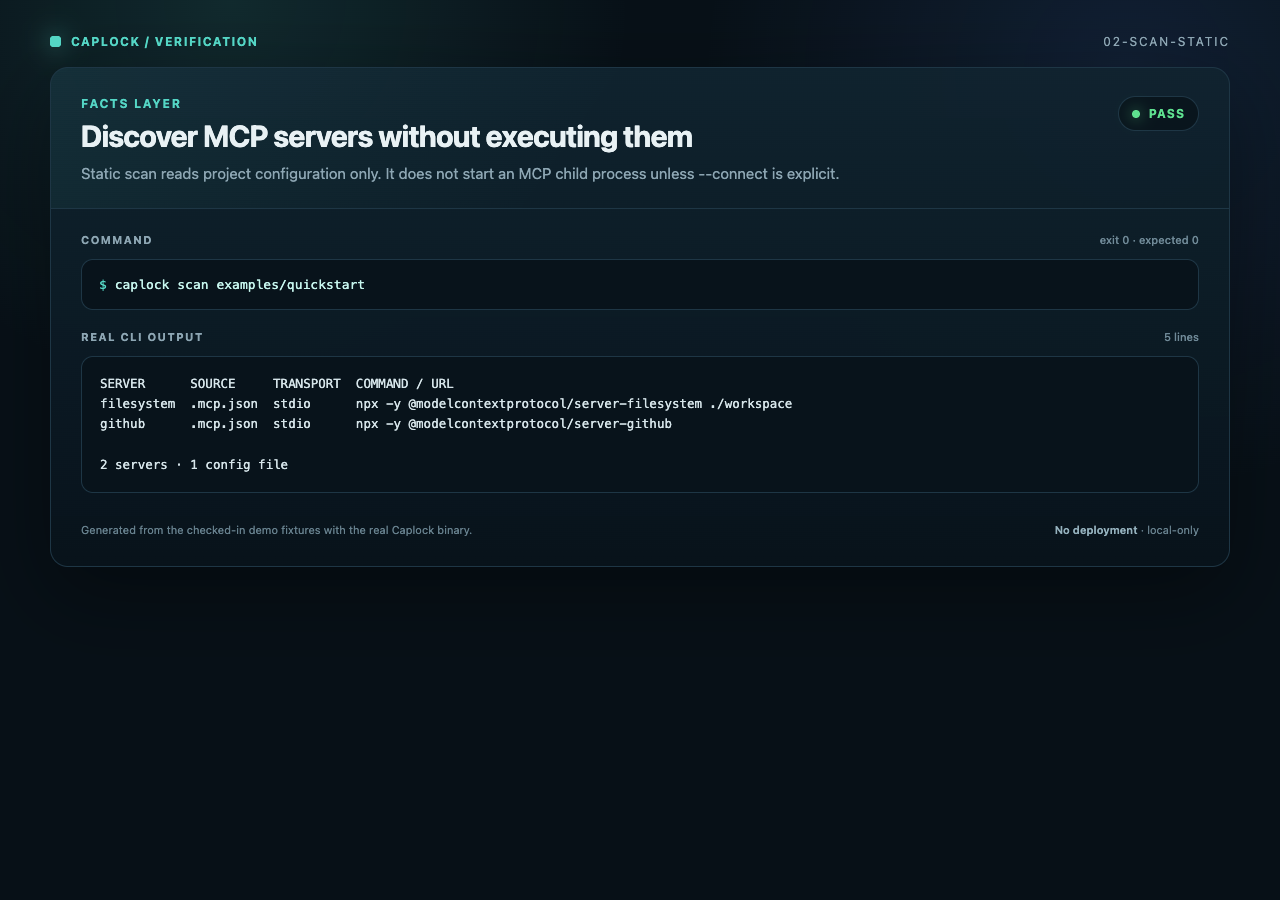 CAPLOCK / VERIFICATION
02-SCAN-STATIC
FACTS LAYER
PASS
Discover MCP servers without executing them
Static scan reads project configuration only. It does not start an MCP child process unless --connect is explicit.
COMMAND
exit 0 · expected 0
$ caplock scan examples/quickstart
REAL CLI OUTPUT
5 lines
SERVER      SOURCE     TRANSPORT  COMMAND / URL
filesystem  .mcp.json  stdio      npx -y @modelcontextprotocol/server-filesystem ./workspace
github      .mcp.json  stdio      npx -y @modelcontextprotocol/server-github
2 servers · 1 config file
Generated from the checked-in demo fixtures with the real Caplock binary.
No deployment · local-only